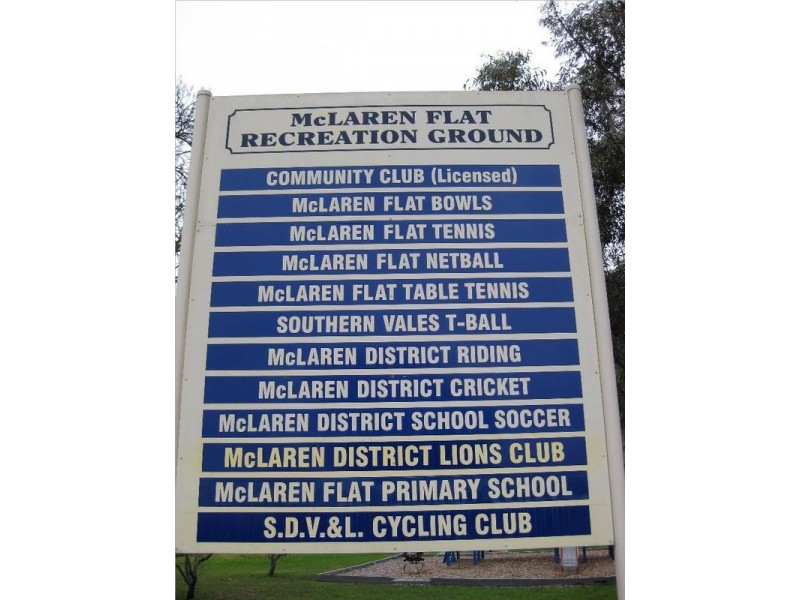 McLAREN FLAT
RECREATION GROUND
COMMUNITY CLUB (Licensed)
McLAREN FLAT BOWLS
McLAREN FLAT TENNIS
McLAREN FLAT NETBALL
McLAREN FLAT TABLE TENNIS
SOUTHERN VALES T-BALL
McLAREN DISTRICT RIDING
McLAREN DISTRICT CRICKET
McLAREN DISTRICT SCHOOL SOCCER
McLAREN DISTRICT LIONS CLUB
McLAREN FLAT PRIMARY SCHOOL
S.D.V.&L. CYCLING CLUB